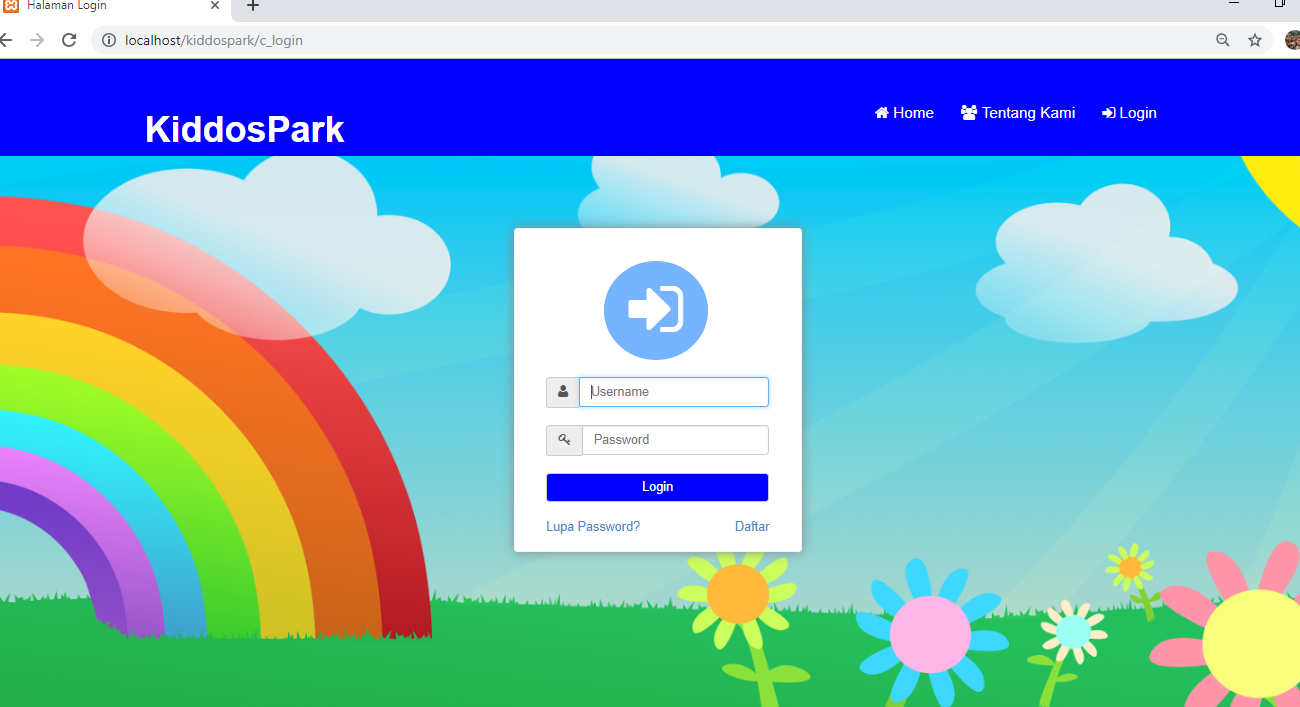 Halaman Login
localhost/kiddospark/c_login
KiddosPark
Home
Tentang Kami
Login
Username
Password
Login
Lupa Password?
Daftar